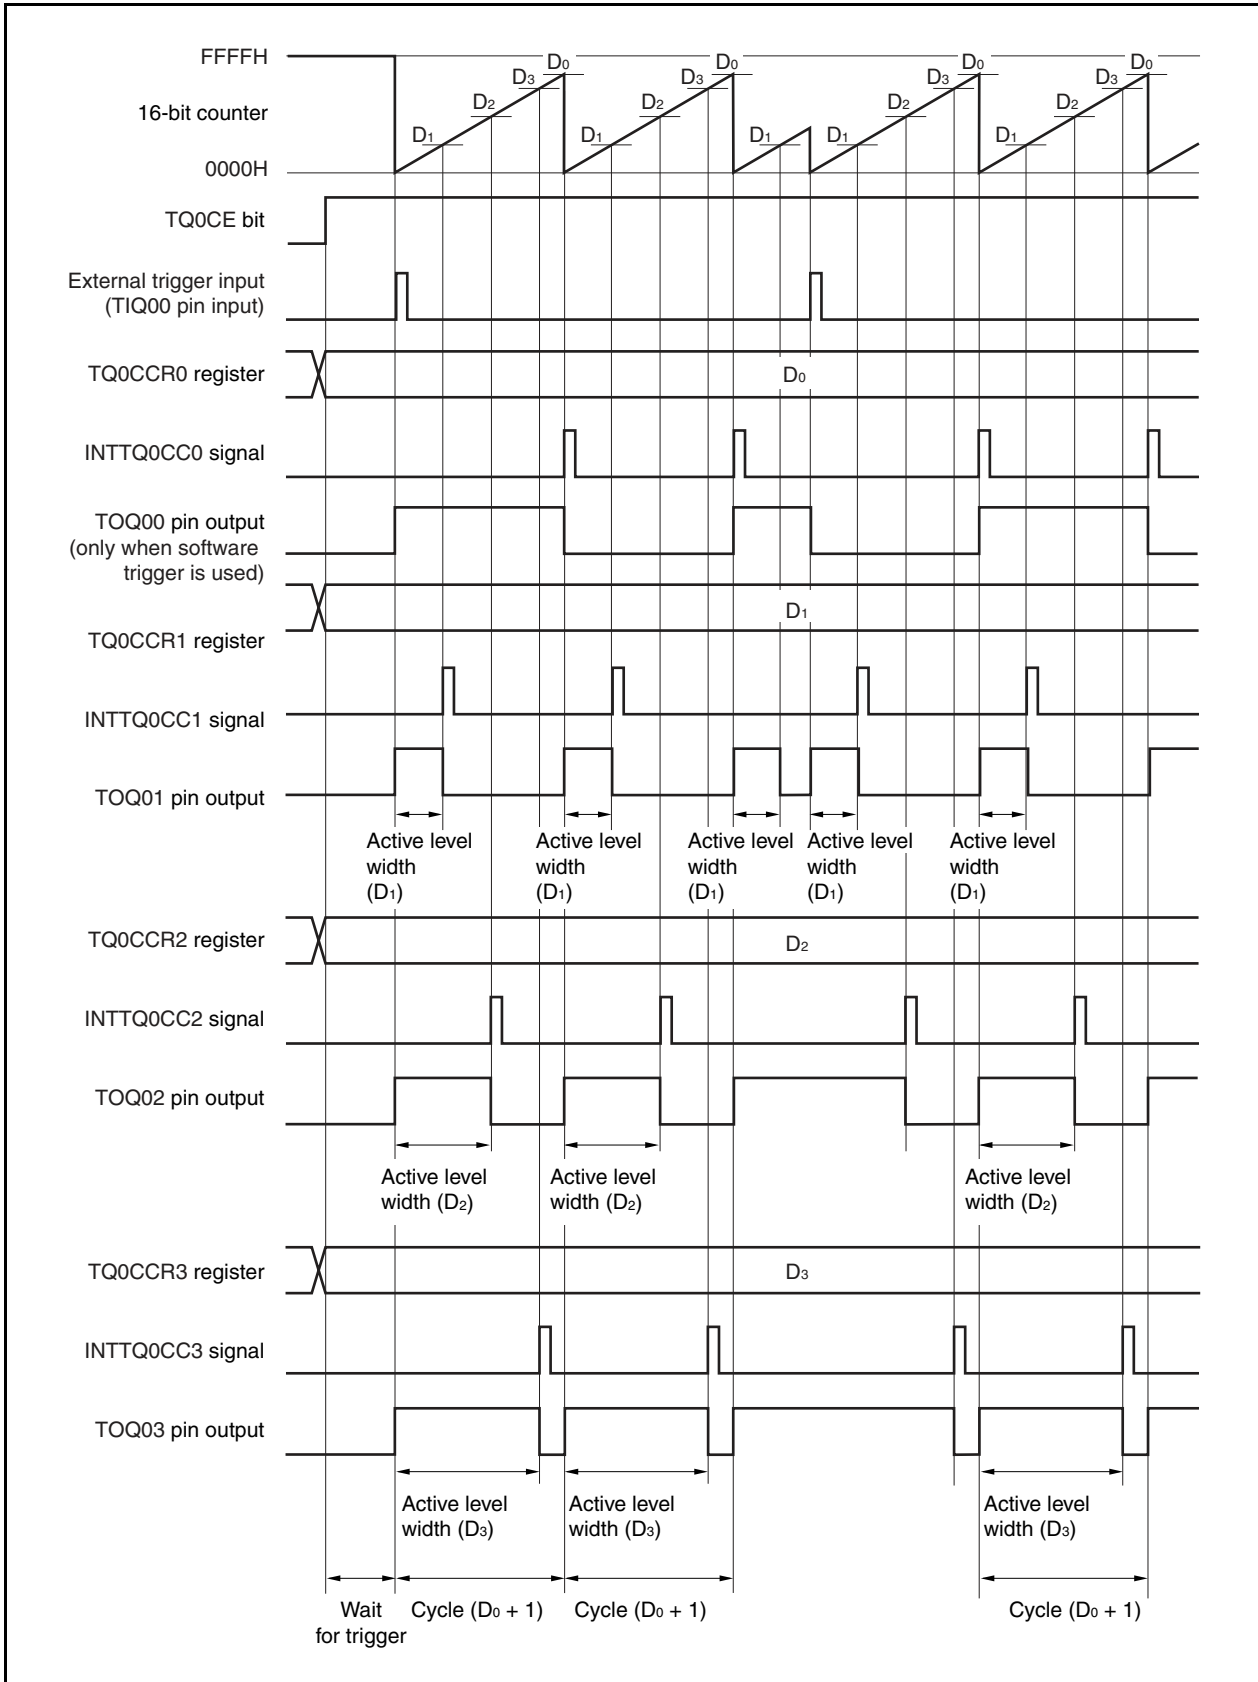 FFFFH
D0
D0
D0
D0
D3
D3
D3
D3
16-bit counter
D2
D2
D2
D2
D1
D1
D1
D1
D1
0000H
TQ0CE bit
External trigger input
(TIQ00 pin input)
TQ0CCR0 register
D0
INTTQ0CC0 signal
TOQ00 pin output
(only when software
trigger is used)
D1
TQ0CCR1 register
INTTQ0CC1 signal
TOQ01 pin output
Active level
width
(D1)
Active level
width
(D1)
Active level
width
(D1)
Active level
width
(D1)
Active level
width
(D1)
TQ0CCR2 register
D2
INTTQ0CC2 signal
TOQ02 pin output
Active level
width (D2)
Active level
width (D2)
Active level
width (D2)
TQ0CCR3 register
D3
INTTQ0CC3 signal
TOQ03 pin output
Active level
width (D3)
Active level
width (D3)
Active level
width (D3)
Wait
for trigger
Cycle (D0 + 1)
Cycle (D0 + 1)
Cycle (D0 + 1)